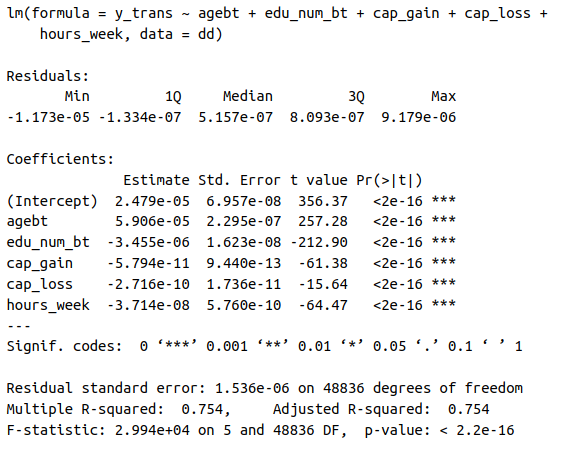 lm(formula = y_trans ~ agebt + edu_num_bt + cap_gain + cap_loss +
    hours_week, data = dd)

Residuals:
       Min         1Q     Median         3Q        Max
-1.173e-05 -1.334e-07  5.157e-07  8.093e-07  9.179e-06

Coefficients:
              Estimate Std. Error t value Pr(>|t|)
(Intercept)  2.479e-05  6.957e-08  356.37   <2e-16 ***
agebt        5.906e-05  2.295e-07  257.28   <2e-16 ***
edu_num_bt  -3.455e-06  1.623e-08 -212.90   <2e-16 ***
cap_gain    -5.794e-11  9.440e-13  -61.38   <2e-16 ***
cap_loss    -2.716e-10  1.736e-11  -15.64   <2e-16 ***
hours_week  -3.714e-08  5.760e-10  -64.47   <2e-16 ***
---
Signif. codes:  0 ‘***’ 0.001 ‘**’ 0.01 ‘*’ 0.05 ‘.’ 0.1 ‘ ’ 1

Residual standard error: 1.536e-06 on 48836 degrees of freedom
Multiple R-squared:  0.754,	Adjusted R-squared:  0.754
F-statistic: 2.994e+04 on 5 and 48836 DF,  p-value: < 2.2e-16